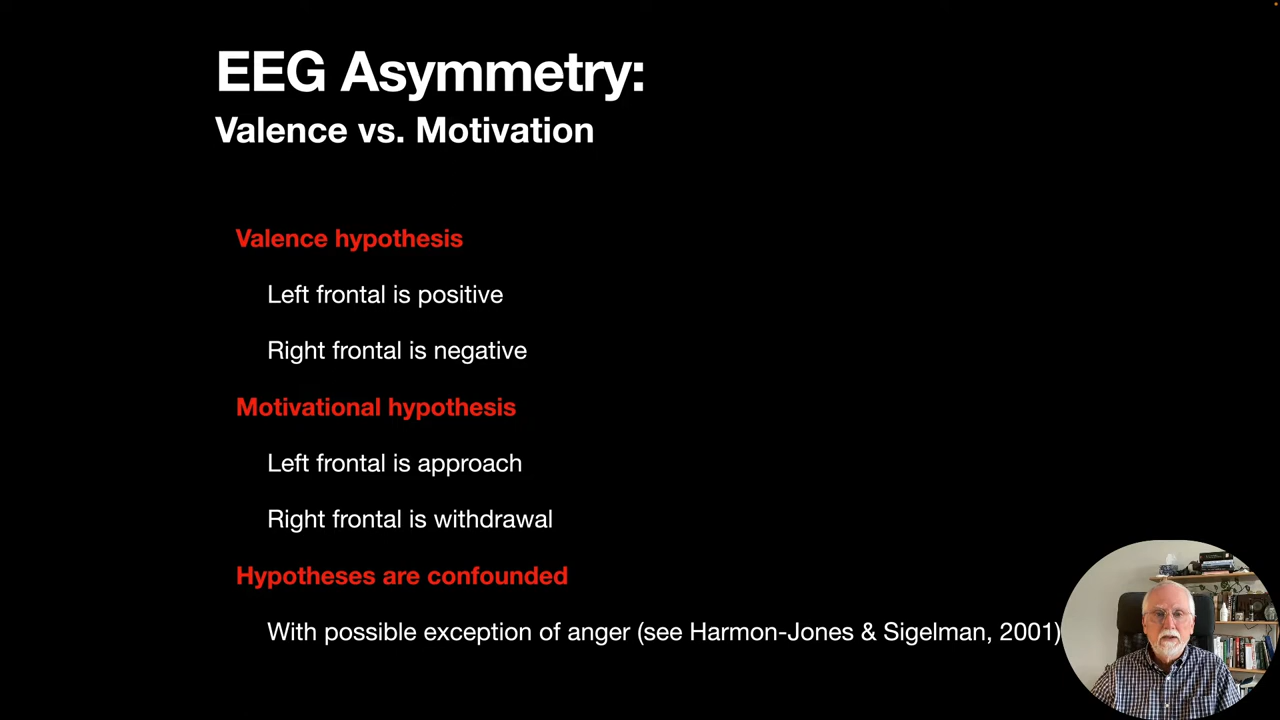 EEG Asymmetry:
Valence vs. Motivation
Valence hypothesis
Left frontal is positive
Right frontal is negative
Motivational hypothesis
Left frontal is approach
Right frontal is withdrawal
Hypotheses are confounded
With possible exception of anger (see Harmon-Jones & Sigelman, 2001)